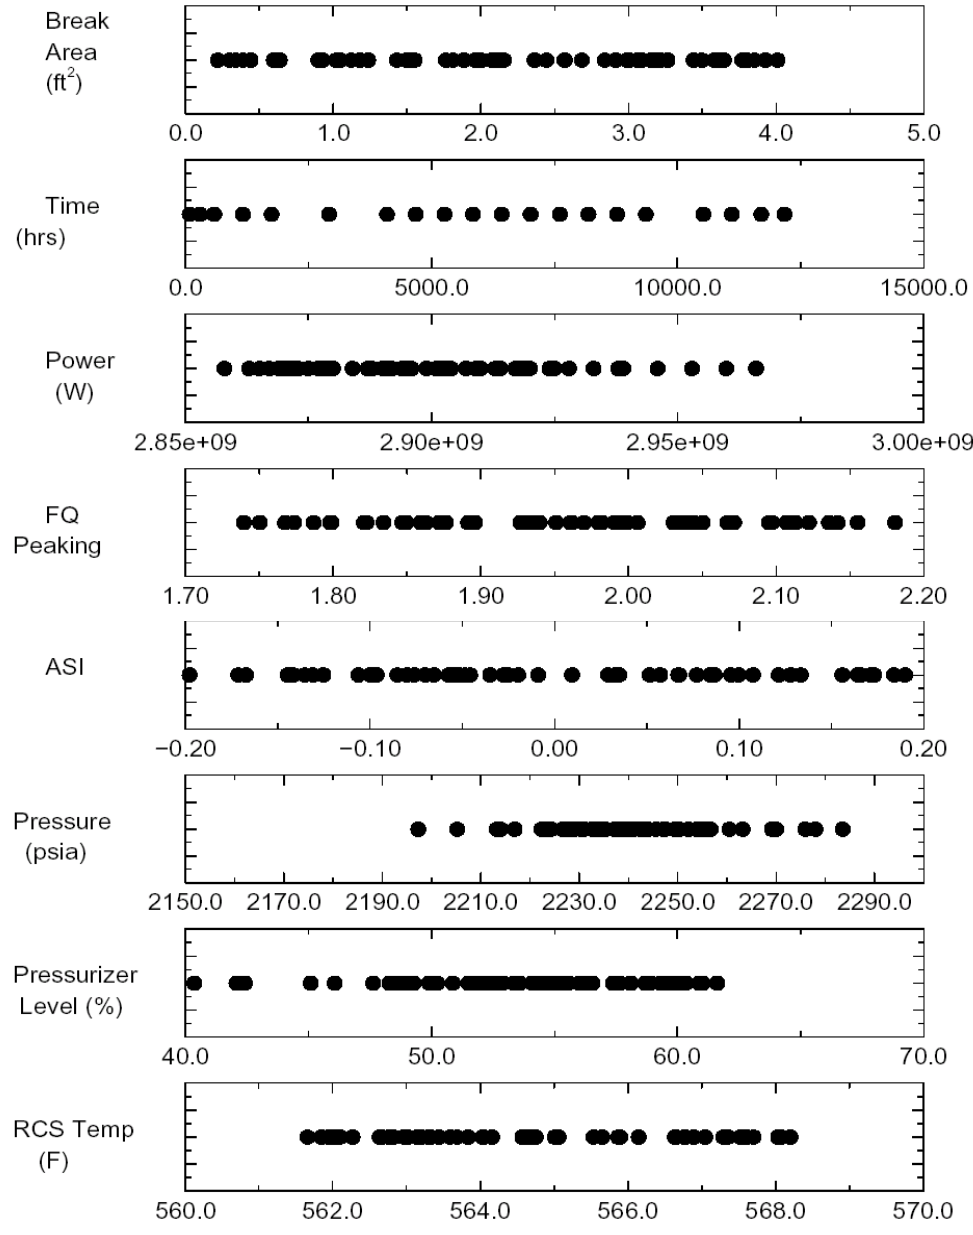 Break
Area
(ft²)
0.0 1.0 2.0 3.0 4.0 5.0
Time
(hrs)
0.0 5000.0 10000.0 15000.0
Power
(W)
2.85e+09 2.90e+09 2.95e+09 3.00e+09
FQ
Peaking
1.70 1.80 1.90 2.00 2.10 2.20
ASI
−0.20 −0.10 0.00 0.10 0.20
Pressure
(psia)
2150.0 2170.0 2190.0 2210.0 2230.0 2250.0 2270.0 2290.0
Pressurizer
Level (%)
40.0 50.0 60.0 70.0
RCS Temp
(F)
560.0 562.0 564.0 566.0 568.0 570.0